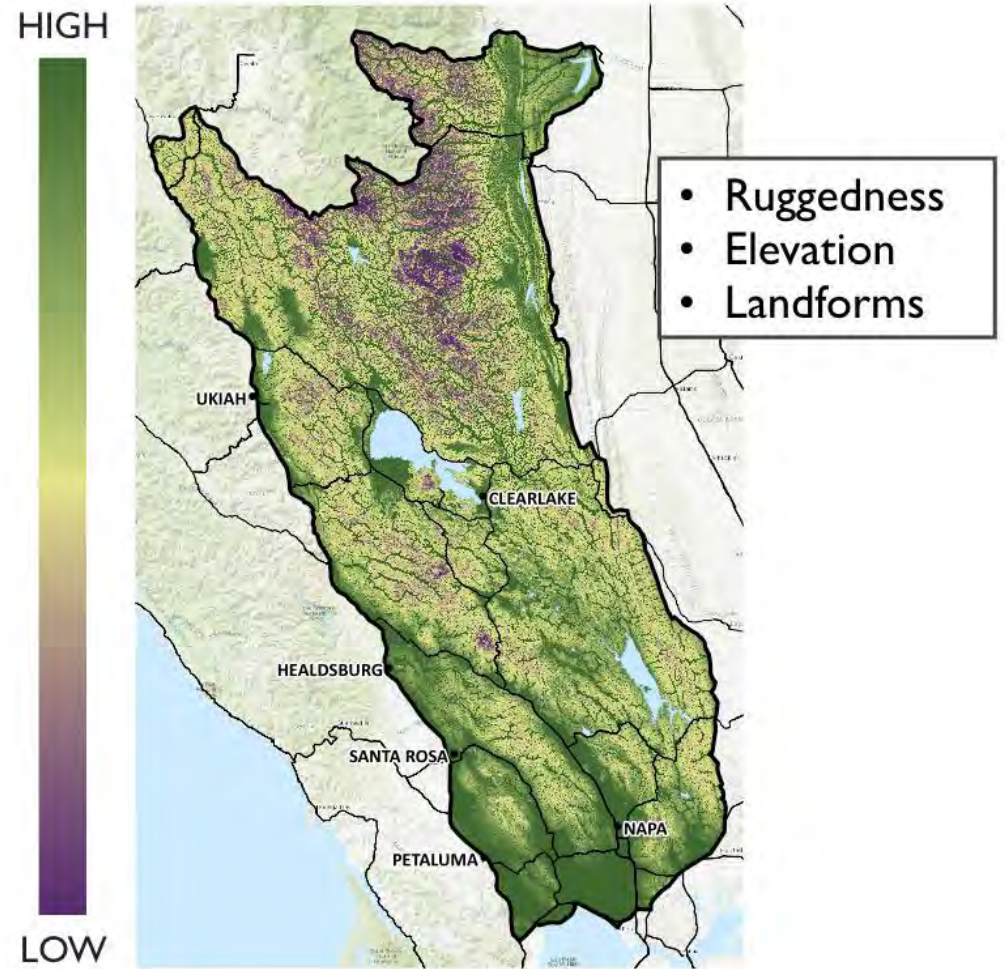 HIGH
• Ruggedness
• Elevation
• Landforms
UKIAH
CLEARLAKE
HEALDSBURG
SANTA ROSA
NAPA
PETALUMA
LOW